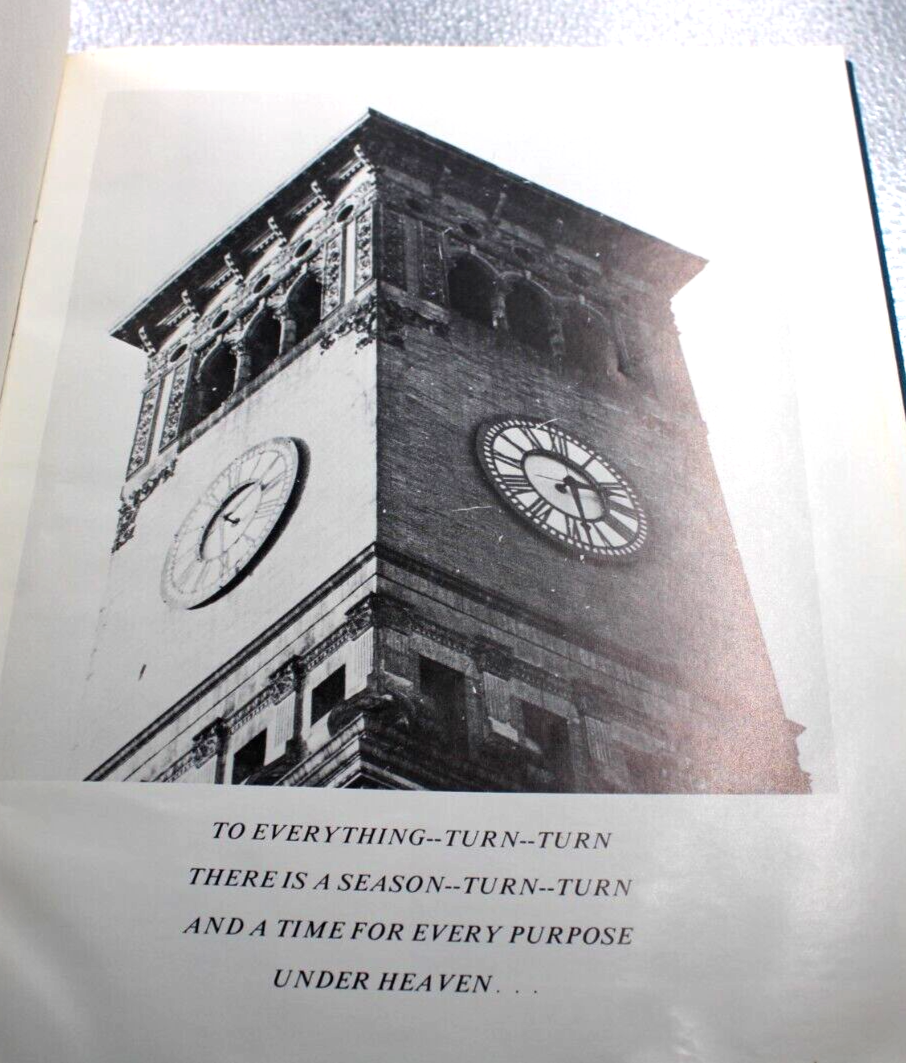 TO EVERYTHING--TURN--TURN
THERE IS A SEASON--TURN--TURN
AND A TIME FOR EVERY PURPOSE
UNDER HEAVEN. . .